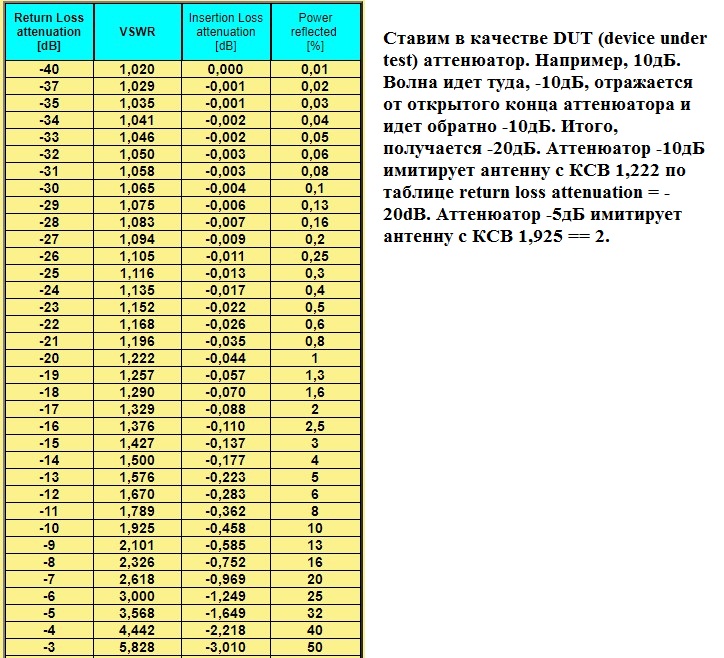 Return Loss attenuation [dB] VSWR Insertion Loss attenuation [dB] Power reflected [%]
-40 1,020 0,000 0,01
-37 1,029 -0,001 0,02
-35 1,035 -0,001 0,03
-34 1,041 -0,002 0,04
-33 1,046 -0,002 0,05
-32 1,050 -0,003 0,06
-31 1,058 -0,003 0,08
-30 1,065 -0,004 0,1
-29 1,075 -0,006 0,13
-28 1,083 -0,007 0,16
-27 1,094 -0,009 0,2
-26 1,105 -0,011 0,25
-25 1,116 -0,013 0,3
-24 1,135 -0,017 0,4
-23 1,152 -0,022 0,5
-22 1,168 -0,026 0,6
-21 1,196 -0,035 0,8
-20 1,222 -0,044 1
-19 1,257 -0,057 1,3
-18 1,290 -0,070 1,6
-17 1,329 -0,088 2
-16 1,376 -0,110 2,5
-15 1,427 -0,137 3
-14 1,500 -0,177 4
-13 1,576 -0,223 5
-12 1,670 -0,283 6
-11 1,789 -0,362 8
-10 1,925 -0,458 10
-9 2,101 -0,585 13
-8 2,326 -0,752 16
-7 2,618 -0,969 20
-6 3,000 -1,249 25
-5 3,568 -1,649 32
-4 4,442 -2,218 40
-3 5,828 -3,010 50
Ставим в качестве DUT (device under
test) аттенюатор. Например, 10дБ.
Волна идет туда, -10дБ, отражается
от открытого конца аттенюатора и
идет обратно -10дБ. Итого,
получается -20дБ. Аттенюатор -10дБ
имитирует антенну с КСВ 1,222 по
таблице return loss attenuation = -
20dB. Аттенюатор -5дБ имитирует
антенну с КСВ 1,925 == 2.